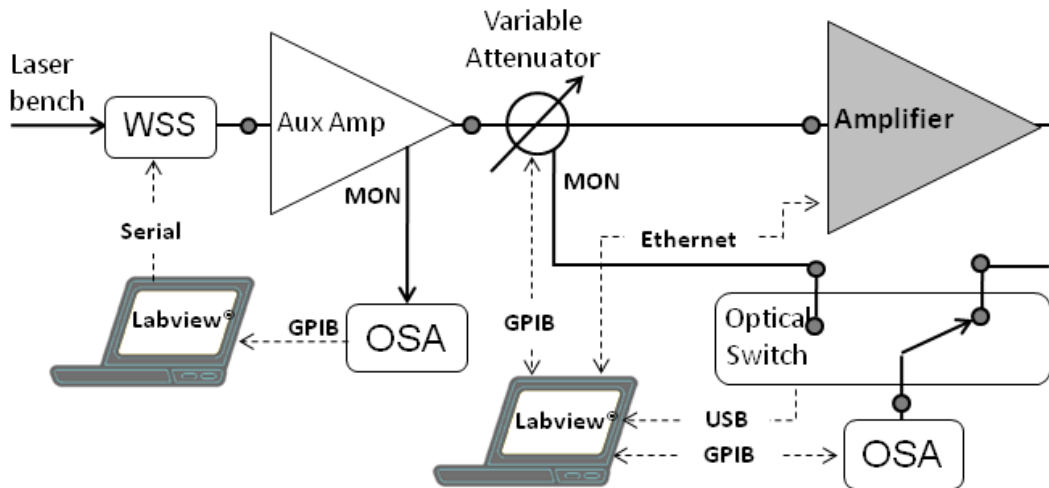 Laser
bench
WSS
Aux Amp
Variable
Attenuator
Amplifier
MON
MON
Serial
Ethernet
Labview®
GPIB
OSA
GPIB
Optical
Switch
Labview®
USB
GPIB
OSA